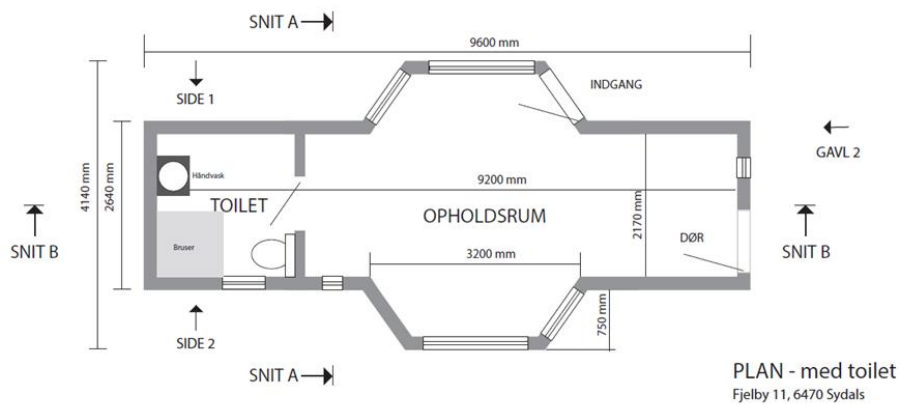 SNIT A
9600 mm
SIDE 1
INDGANG
GAVL 2
4140 mm
2640 mm
Håndvask
TOILET
9200 mm
OPHOLDSRUM
2170 mm
DØR
SNIT B
SNIT B
Bruser
3200 mm
750 mm
SIDE 2
SNIT A
PLAN - med toilet
Fjelby 11, 6470 Sydals